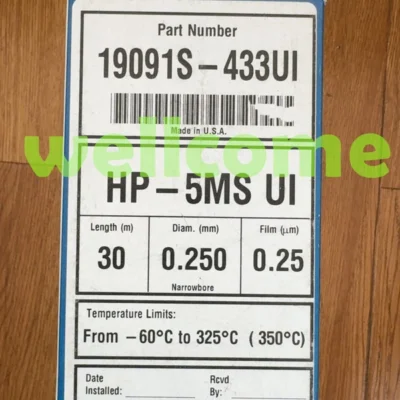 Part Number
19091S-433UI
Made in U.S.A.
wellcome
HP-5MS UI
Length (m) Diam. (mm) Film (µm)
30 0.250 0.25
Narrowbore
Temperature Limits:
From -60°C to 325°C (350°C)
Date Rcvd
Installed: By: